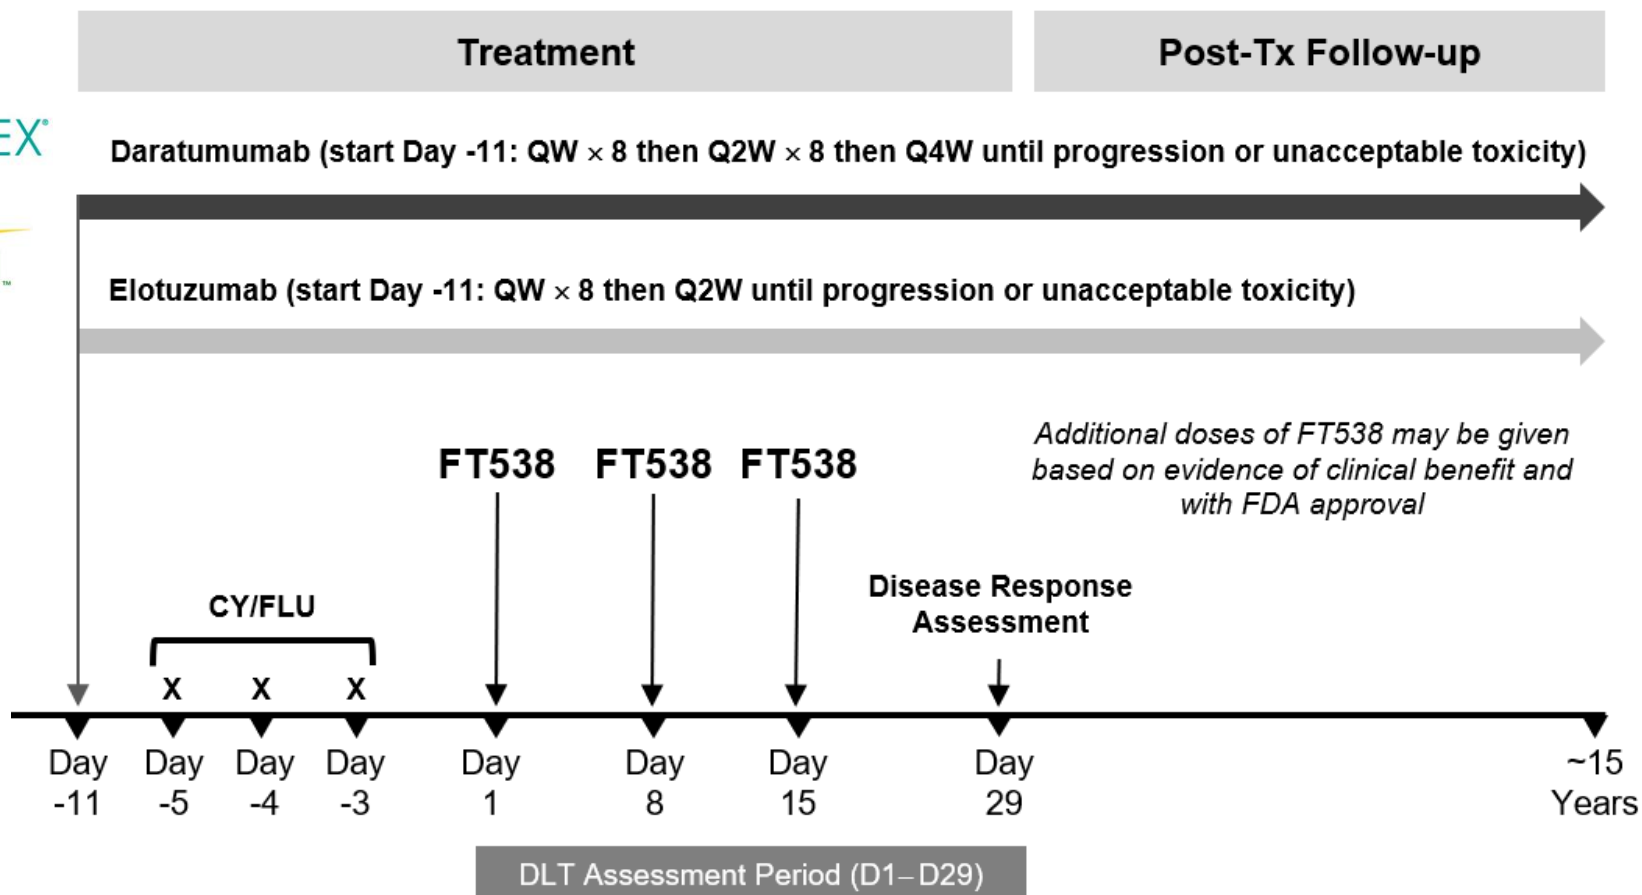 Treatment
Post-Tx Follow-up
EX®
Daratumumab (start Day -11: QW × 8 then Q2W × 8 then Q4W until progression or unacceptable toxicity)
™
Elotuzumab (start Day -11: QW × 8 then Q2W until progression or unacceptable toxicity)
FT538 FT538 FT538
Additional doses of FT538 may be given
based on evidence of clinical benefit and
with FDA approval
Disease Response
Assessment
CY/FLU
X X X
Day Day Day Day Day Day Day Day ~15
-11 -5 -4 -3 1 8 15 29 Years
DLT Assessment Period (D1–D29)